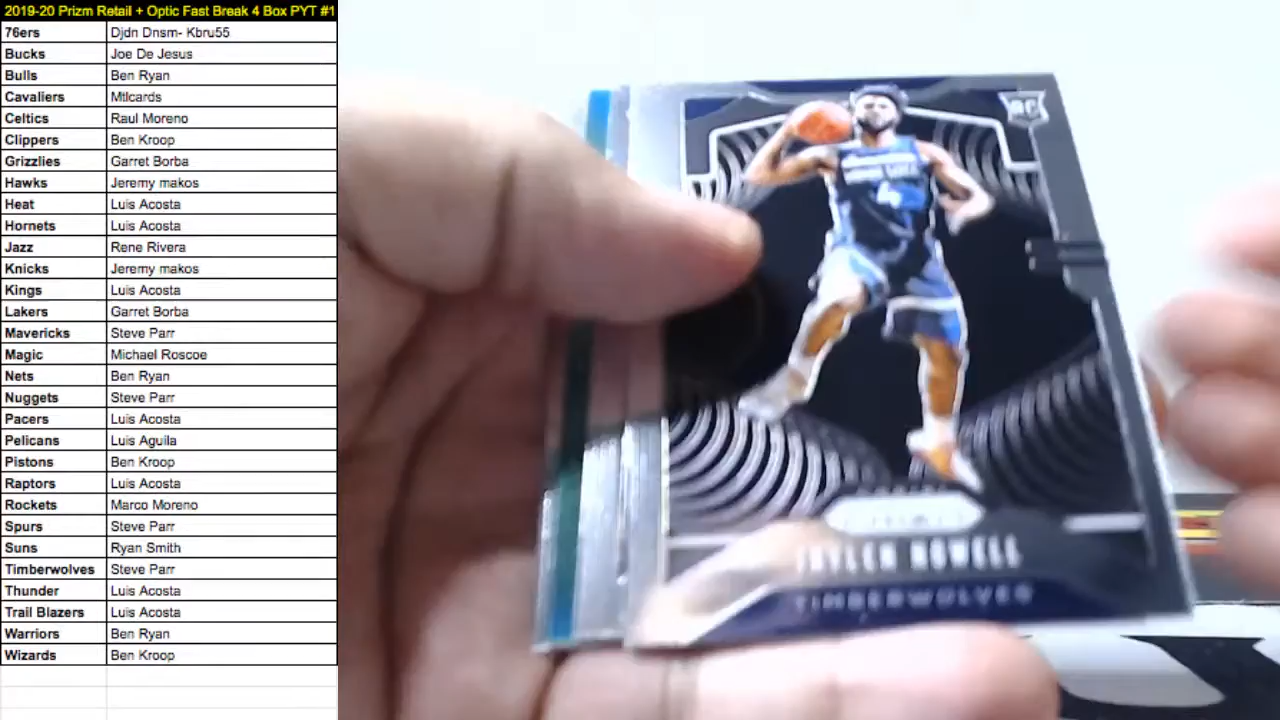 2019-20 Prizm Retail + Optic Fast Break 4 Box PYT #1
76ers Djdn Dnsm- Kbru55
Bucks Joe De Jesus
Bulls Ben Ryan
Cavaliers Mtlcards
Celtics Raul Moreno
Clippers Ben Kroop
Grizzlies Garret Borba
Hawks Jeremy makos
Heat Luis Acosta
Hornets Luis Acosta
Jazz Rene Rivera
Knicks Jeremy makos
Kings Luis Acosta
Lakers Garret Borba
Mavericks Steve Parr
Magic Michael Roscoe
Nets Ben Ryan
Nuggets Steve Parr
Pacers Luis Acosta
Pelicans Luis Aguila
Pistons Ben Kroop
Raptors Luis Acosta
Rockets Marco Moreno
Spurs Steve Parr
Suns Ryan Smith
Timberwolves Steve Parr
Thunder Luis Acosta
Trail Blazers Luis Acosta
Warriors Ben Ryan
Wizards Ben Kroop
RC
4
JAYLEN NOWELL
TIMBERWOLVES